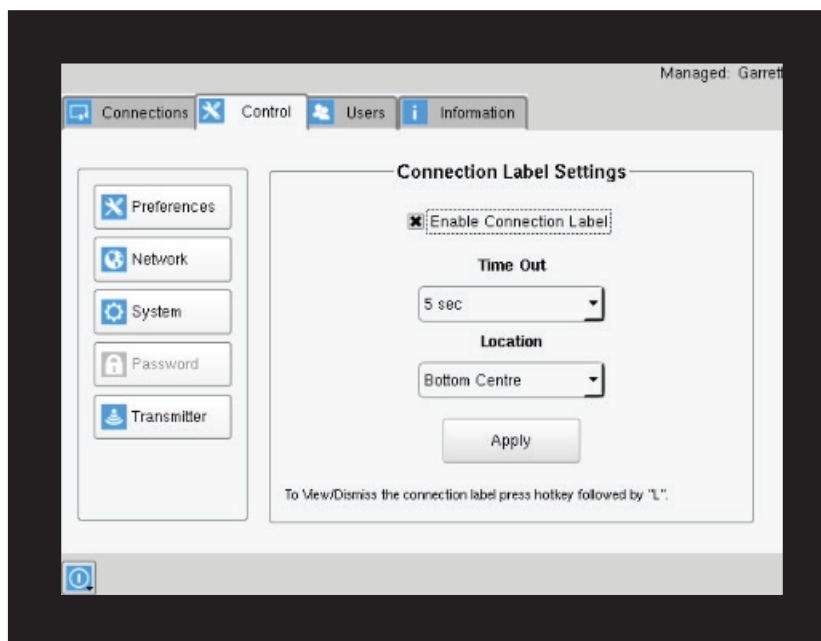 Managed: Garrett
Connections
Control
Users
Information
Preferences
Network
System
Password
Transmitter
Connection Label Settings
Enable Connection Label
Time Out
5 sec
Location
Bottom Centre
Apply
To View/Dismiss the connection label press hotkey followed by "L".